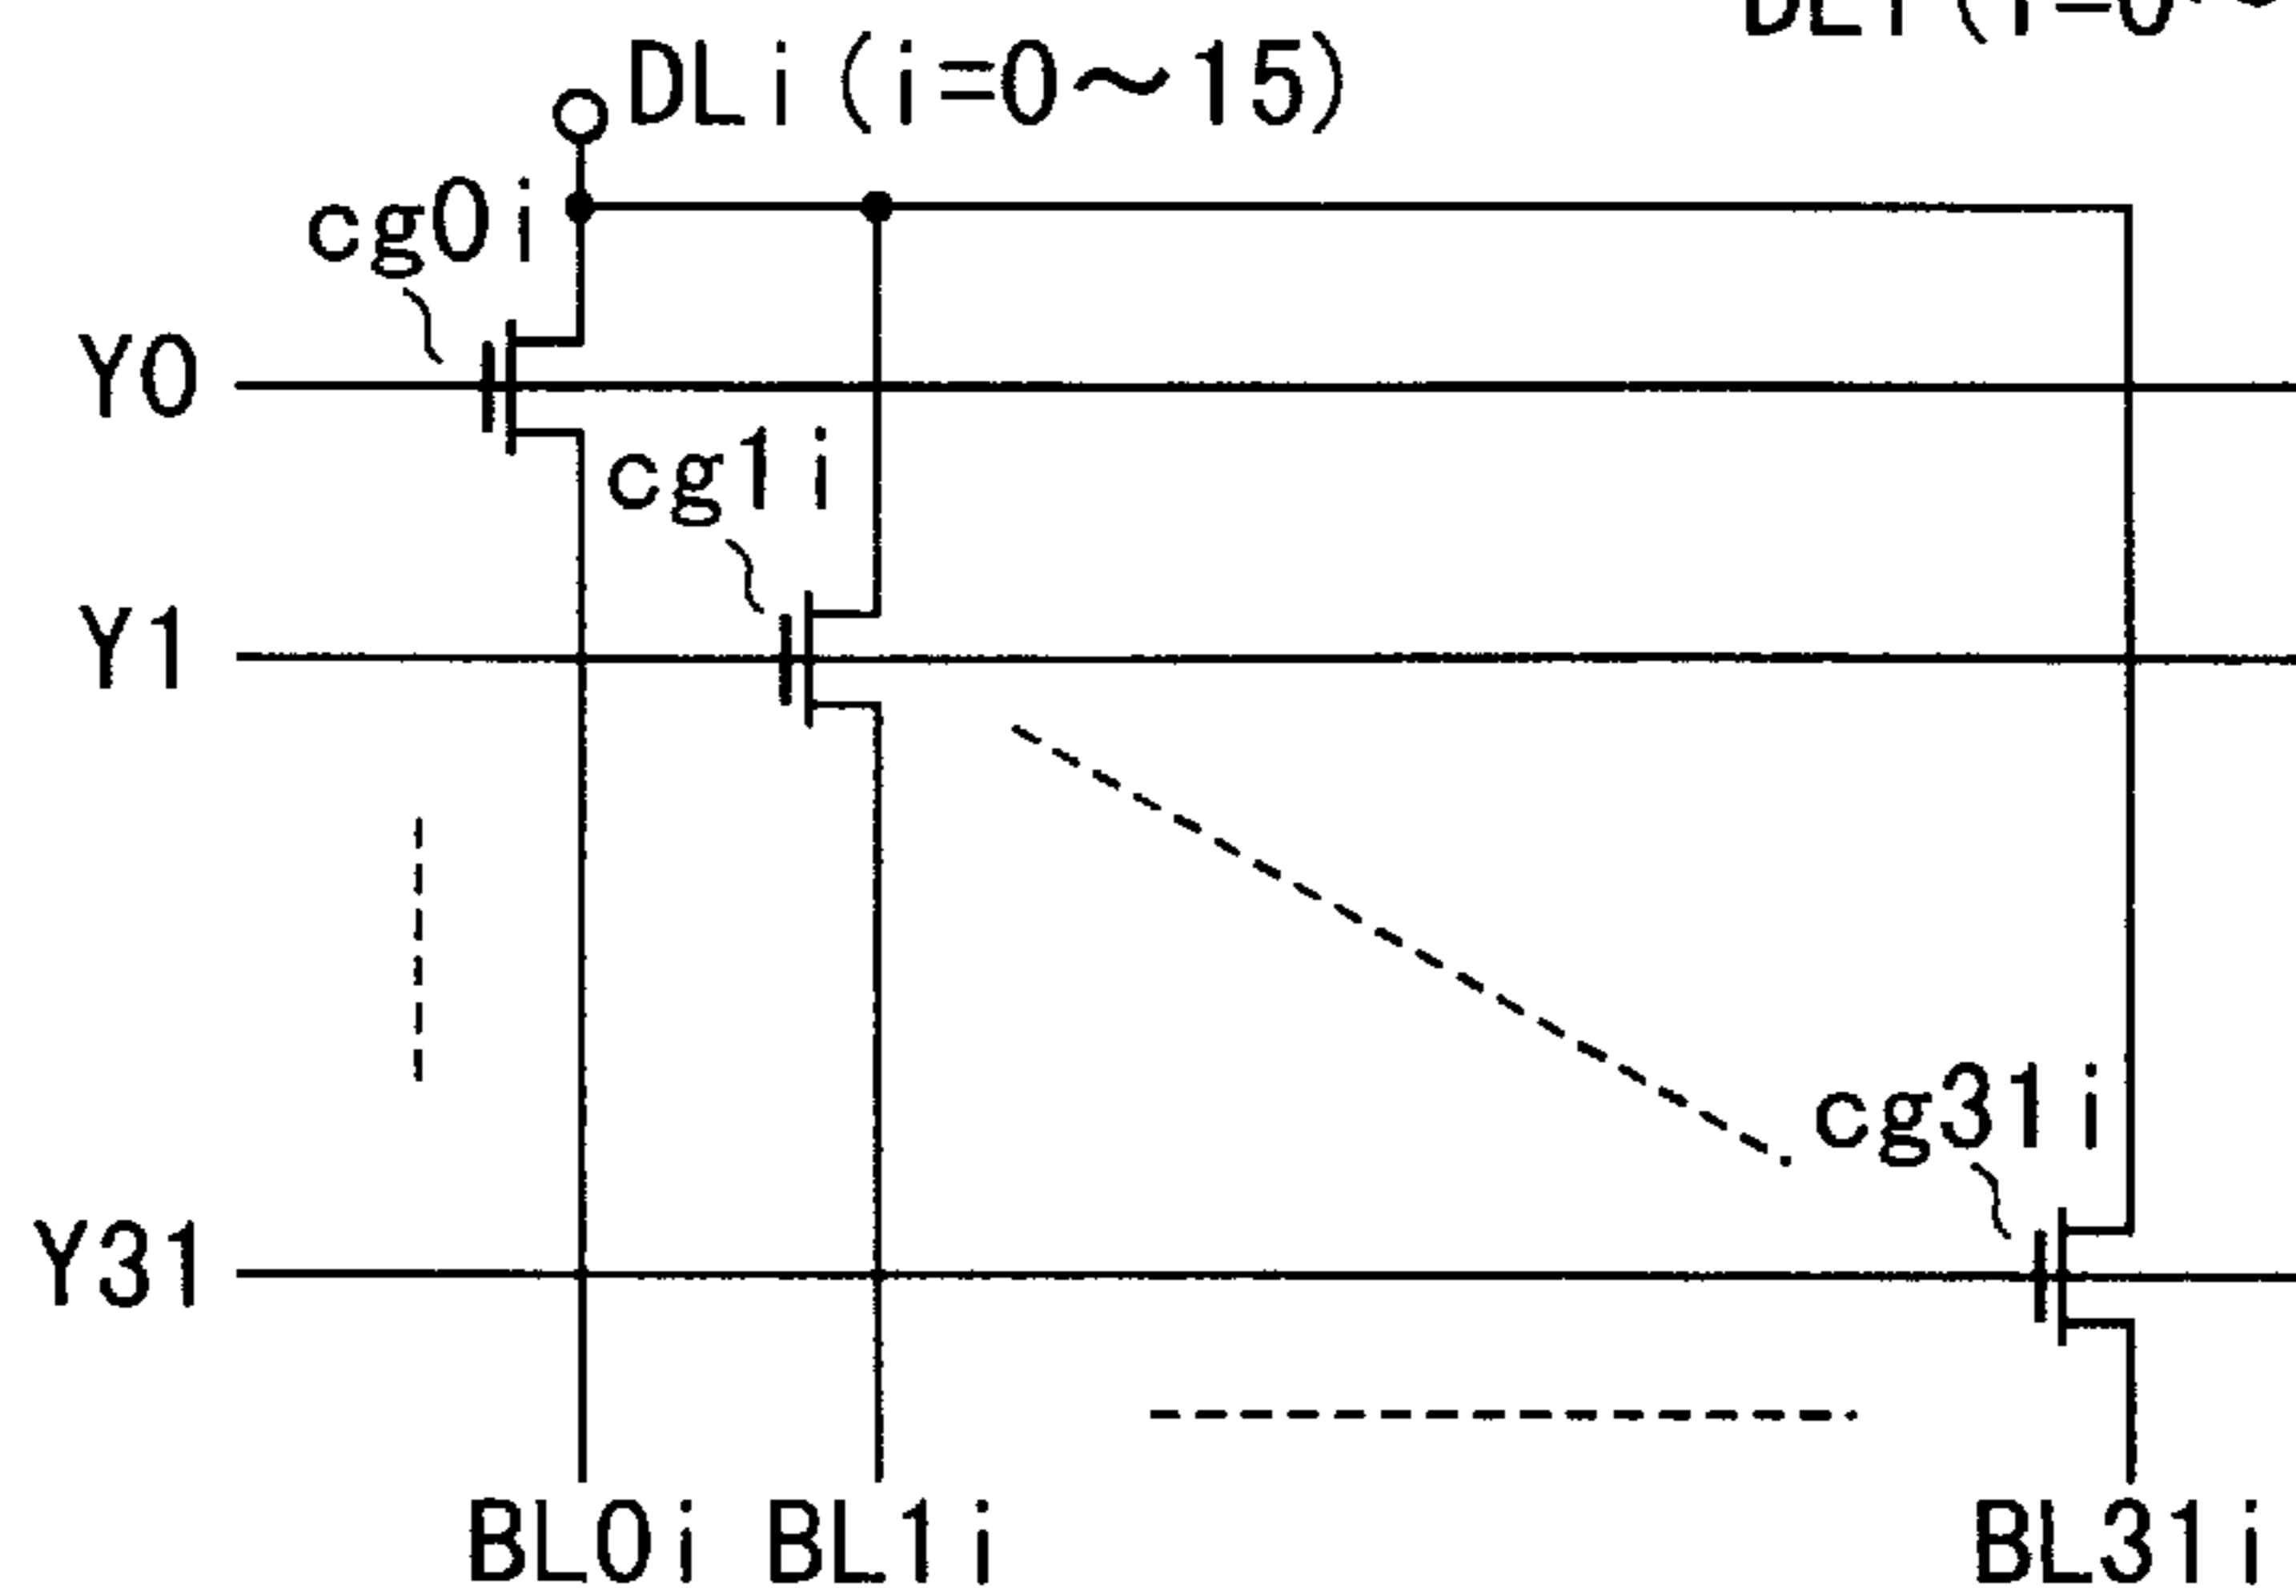 DLi (i=0～15)
cg0i
Y0
cg1i
Y1
cg31i
Y31
BL0i BL1i BL31i